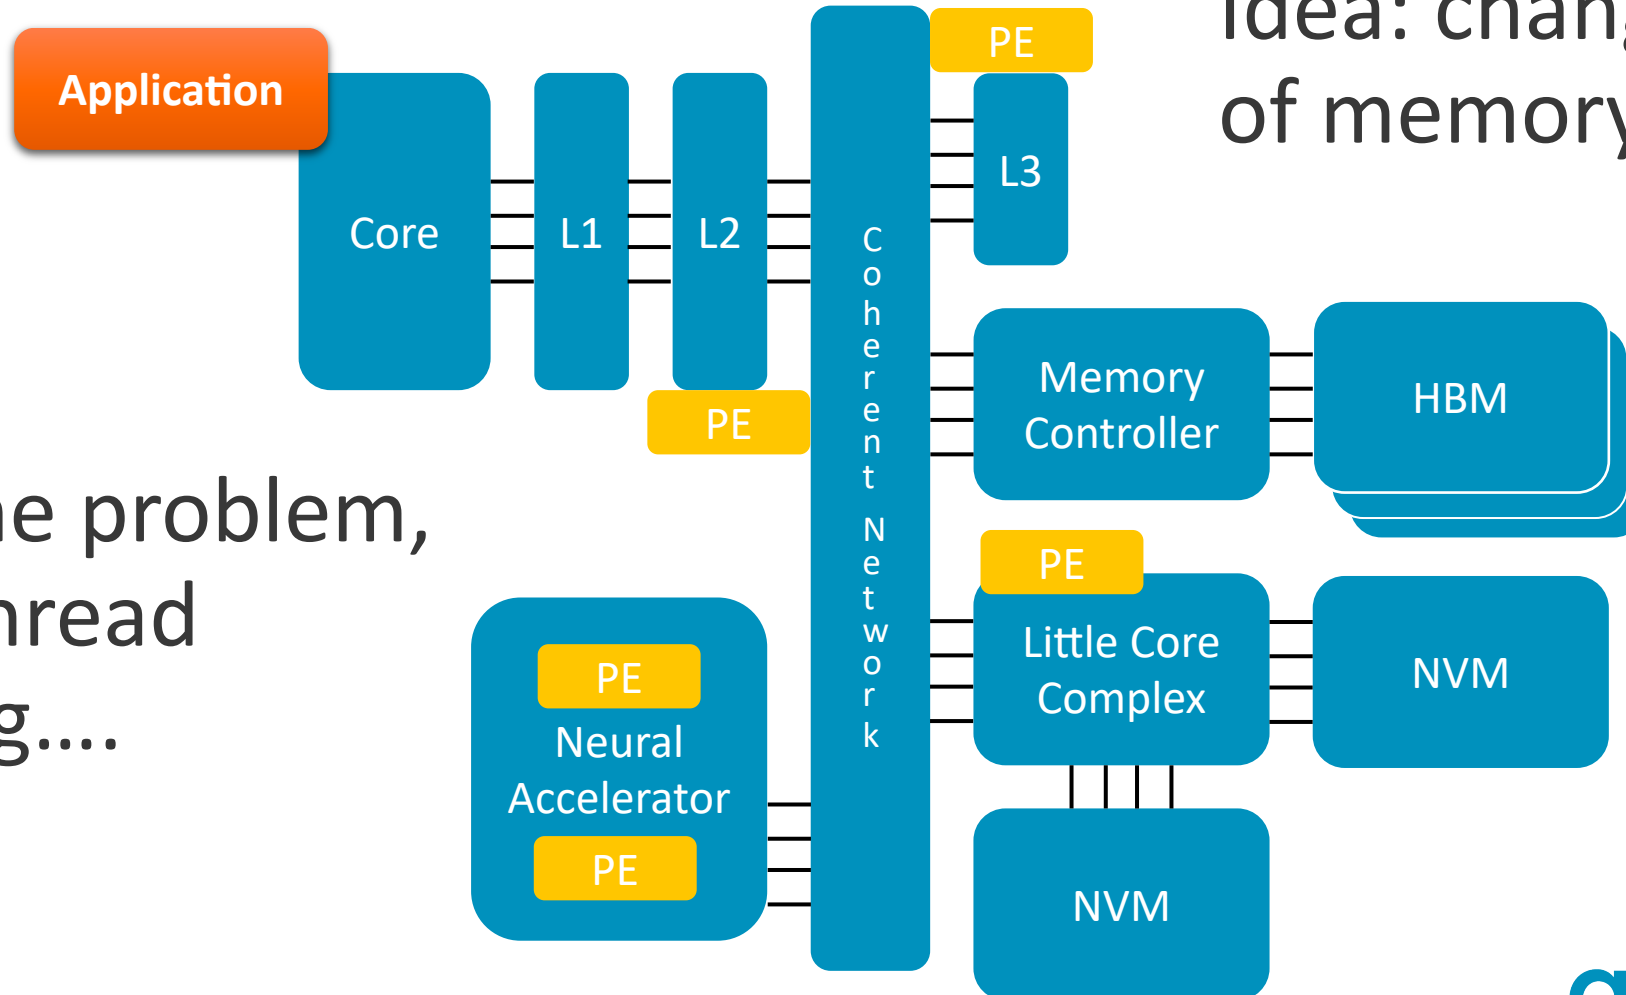 Application
Core
L1
L2
PE
Coherent Network
PE
L3
Idea:
of memory
Memory
Controller
HBM
problem,
PE
Little Core
Complex
NVM
NVM
PE
Neural
Accelerator
PE